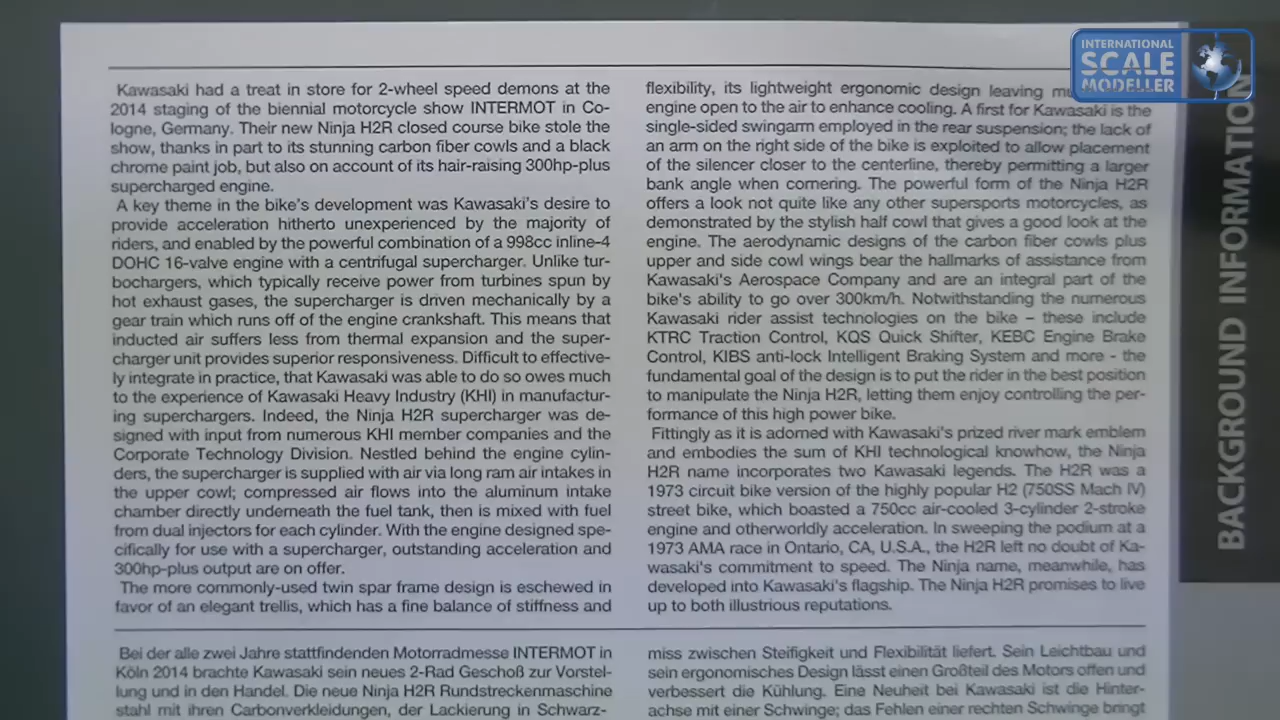 INTERNATIONAL
SCALE
MODELLER
BACKGROUND INFORMATION
Kawasaki had a treat in store for 2-wheel speed demons at the
2014 staging of the biennial motorcycle show INTERMOT in Co-
logne, Germany. Their new Ninja H2R closed course bike stole the
show, thanks in part to its stunning carbon fiber cowls and a black
chrome paint job, but also on account of its hair-raising 300hp-plus
supercharged engine.
A key theme in the bike's development was Kawasaki's desire to
provide acceleration hitherto unexperienced by the majority of
riders, and enabled by the powerful combination of a 998cc inline-4
DOHC 16-valve engine with a centrifugal supercharger. Unlike tur-
bochargers, which typically receive power from turbines spun by
hot exhaust gases, the supercharger is driven mechanically by a
gear train which runs off of the engine crankshaft. This means that
inducted air suffers less from thermal expansion and the super-
charger unit provides superior responsiveness. Difficult to effective-
ly integrate in practice, that Kawasaki was able to do so owes much
to the experience of Kawasaki Heavy Industry (KHI) in manufactur-
ing superchargers. Indeed, the Ninja H2R supercharger was de-
signed with input from numerous KHI member companies and the
Corporate Technology Division. Nestled behind the engine cylin-
ders, the supercharger is supplied with air via long ram air intakes in
the upper cowl; compressed air flows into the aluminum intake
chamber directly underneath the fuel tank, then is mixed with fuel
from dual injectors for each cylinder. With the engine designed spe-
cifically for use with a supercharger, outstanding acceleration and
300hp-plus output are on offer.
The more commonly-used twin spar frame design is eschewed in
favor of an elegant trellis, which has a fine balance of stiffness and
flexibility, its lightweight ergonomic design leaving
engine open to the air to enhance cooling. A first for Kawasaki is the
single-sided swingarm employed in the rear suspension; the lack of
an arm on the right side of the bike is exploited to allow placement
of the silencer closer to the centerline, thereby permitting a larger
bank angle when cornering. The powerful form of the Ninja H2R
offers a look not quite like any other supersports motorcycles, as
demonstrated by the stylish half cowl that gives a good look at the
engine. The aerodynamic designs of the carbon fiber cowls plus
upper and side cowl wings bear the hallmarks of assistance from
Kawasaki's Aerospace Company and are an integral part of the
bike's ability to go over 300km/h. Notwithstanding the numerous
Kawasaki rider assist technologies on the bike – these include
KTRC Traction Control, KQS Quick Shifter, KEBC Engine Brake
Control, KIBS anti-lock Intelligent Braking System and more - the
fundamental goal of the design is to put the rider in the best position
to manipulate the Ninja H2R, letting them enjoy controlling the per-
formance of this high power bike.
Fittingly as it is adorned with Kawasaki's prized river mark emblem
and embodies the sum of KHI technological knowhow, the Ninja
H2R name incorporates two Kawasaki legends. The H2R was a
1973 circuit bike version of the highly popular H2 (750SS Mach IV)
street bike, which boasted a 750cc air-cooled 3-cylinder 2-stroke
engine and otherworldly acceleration. In sweeping the podium at a
1973 AMA race in Ontario, CA, U.S.A., the H2R left no doubt of Ka-
wasaki's commitment to speed. The Ninja name, meanwhile, has
developed into Kawasaki's flagship. The Ninja H2R promises to live
up to both illustrious reputations.
Bei der alle zwei Jahre stattfindenden Motorradmesse INTERMOT in
Köln 2014 brachte Kawasaki sein neues 2-Rad Geschoß zur Vorstel-
lung und in den Handel. Die neue Ninja H2R Rundstreckenmaschine
stahl mit ihren Carbonverkleidungen, der Lackierung in Schwarz-
miss zwischen Steifigkeit und Flexibilität liefert. Sein Leichtbau und
sein ergonomisches Design lässt einen Großteil des Motors offen und
verbessert die Kühlung. Eine Neuheit bei Kawasaki ist die Hinter-
achse mit einer Schwinge; das Fehlen einer rechten Schwinge bringt